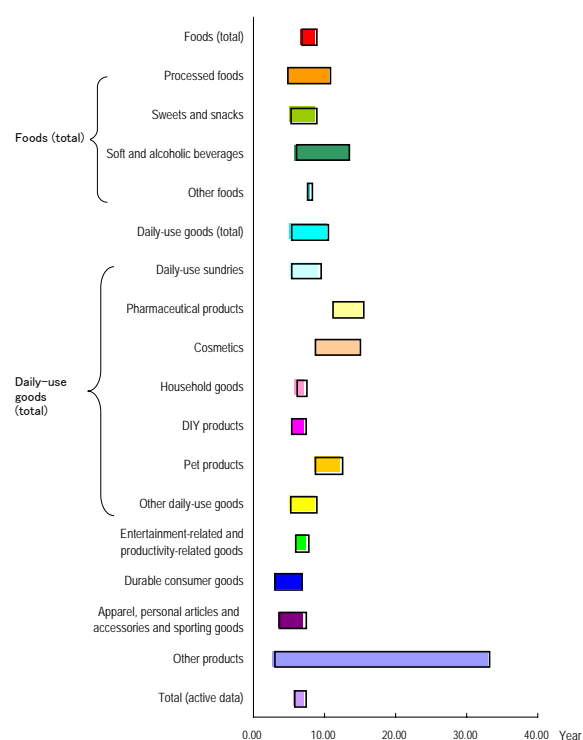 Foods (total)
Processed foods
Sweets and snacks
Foods (total)
Soft and alcoholic beverages
Other foods
Daily-use goods (total)
Daily-use sundries
Pharmaceutical products
Cosmetics
Daily-use
goods
(total)
Household goods
DIY products
Pet products
Other daily-use goods
Entertainment-related and
productivity-related goods
Durable consumer goods
Apparel, personal articles and
accessories and sporting goods
Other products
Total (active data)
0.00 10.00 20.00 30.00 40.00 Year